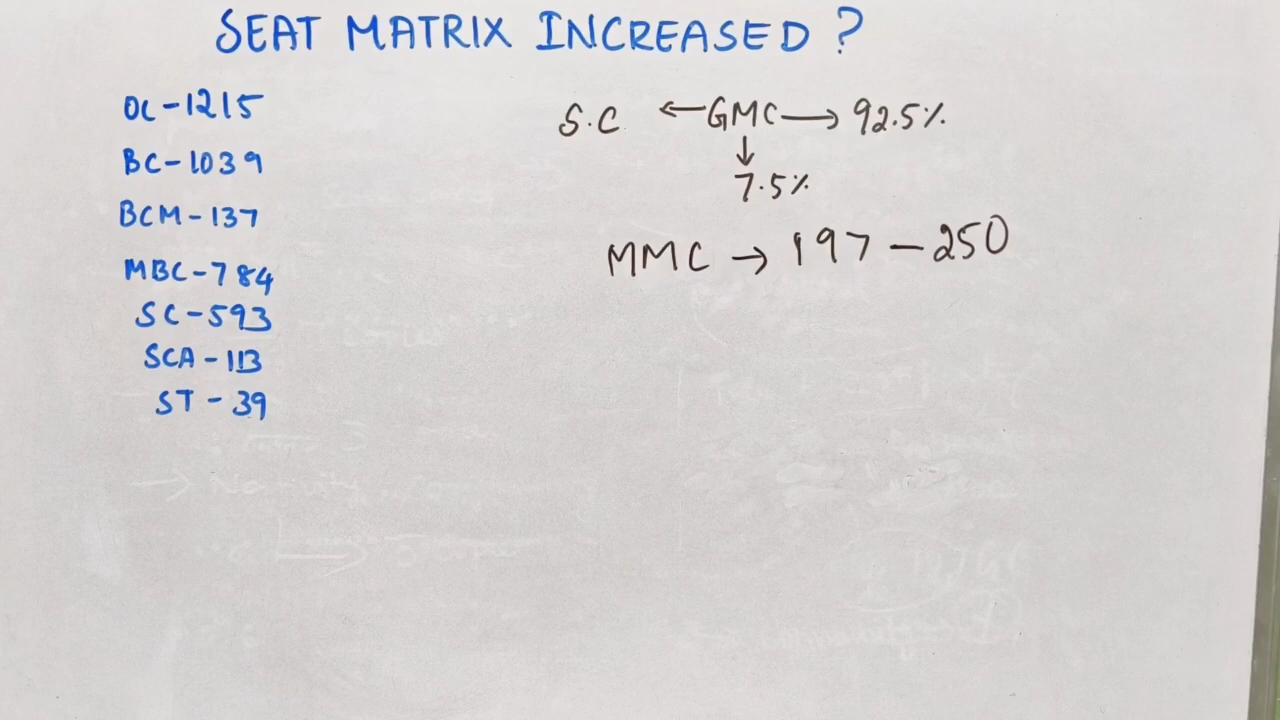 SEAT MATRIX INCREASED ?
OC-1215
BC-1039
BCM-137
MBC-784
SC-593
SCA-113
ST-39
S.C ← GMC → 92.5%
↓
7.5%
MMC → 197 – 250